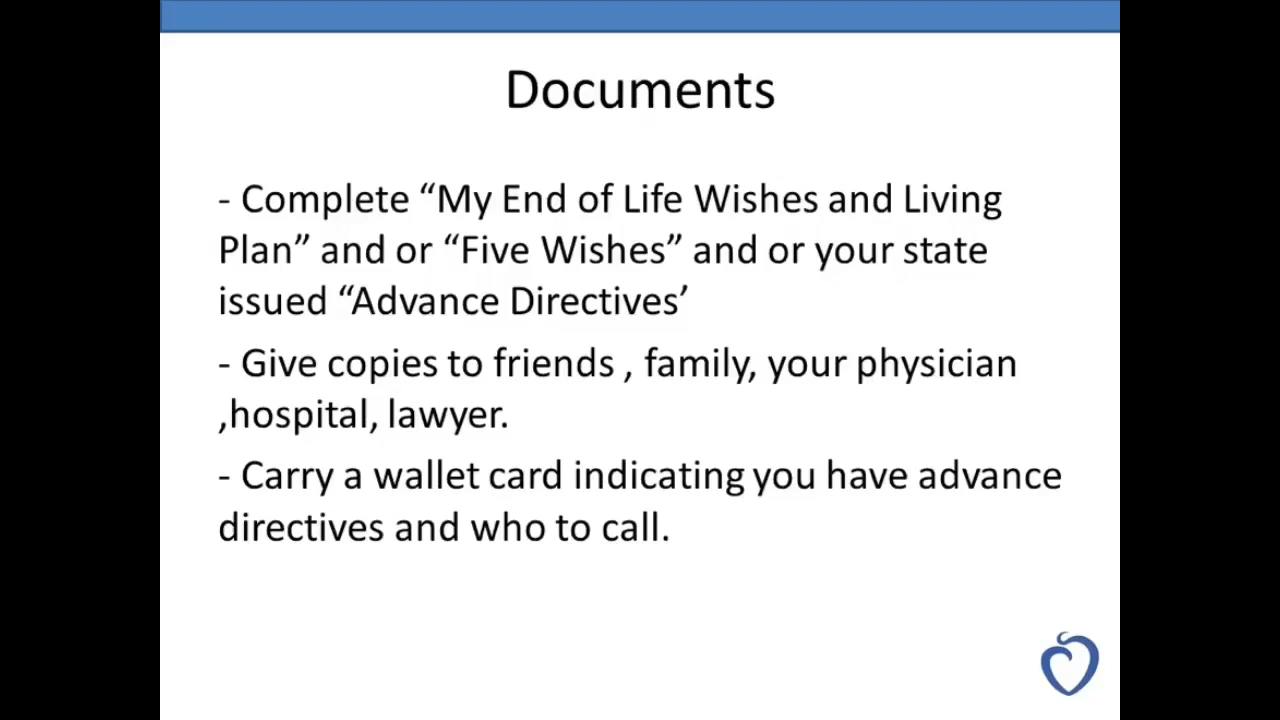 Documents
- Complete “My End of Life Wishes and Living
Plan” and or “Five Wishes” and or your state
issued “Advance Directives’
- Give copies to friends , family, your physician
,hospital, lawyer.
- Carry a wallet card indicating you have advance
directives and who to call.